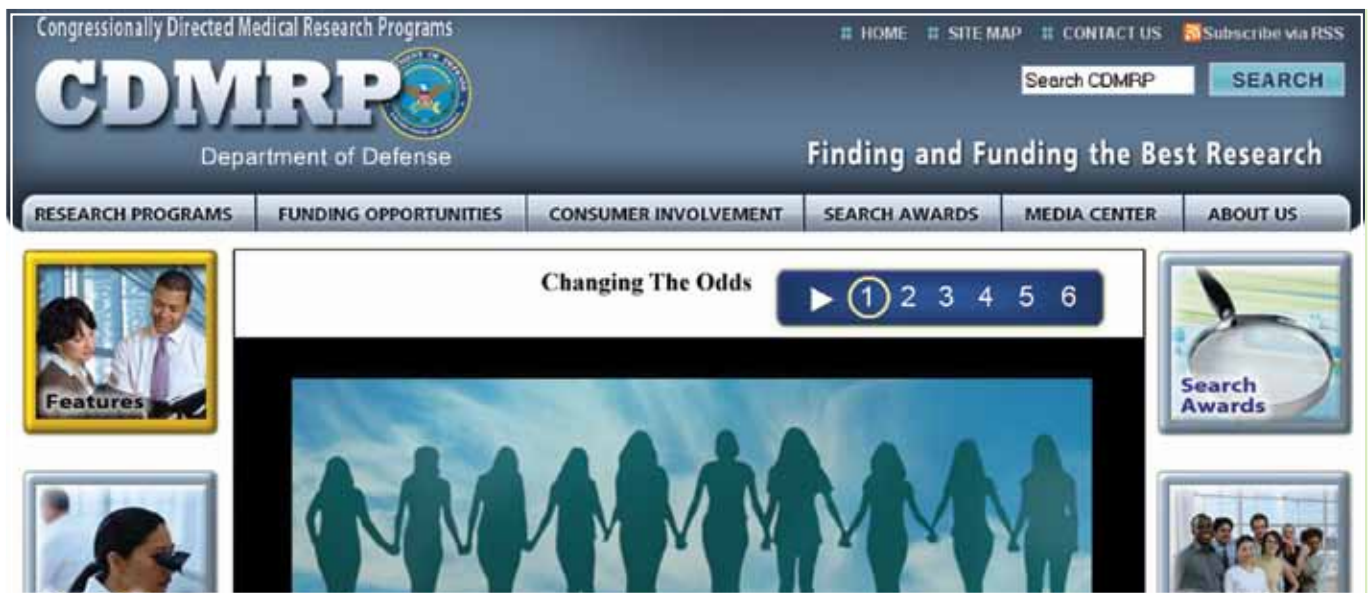 Congressionally Directed Medical Research Programs
HOME SITE MAP CONTACT US Subscribe via RSS
CDMRP
Search CDMRP SEARCH
Department of Defense
Finding and Funding the Best Research
RESEARCH PROGRAMS FUNDING OPPORTUNITIES CONSUMER INVOLVEMENT SEARCH AWARDS MEDIA CENTER ABOUT US
Changing The Odds
1 2 3 4 5 6
Features
Search
Awards